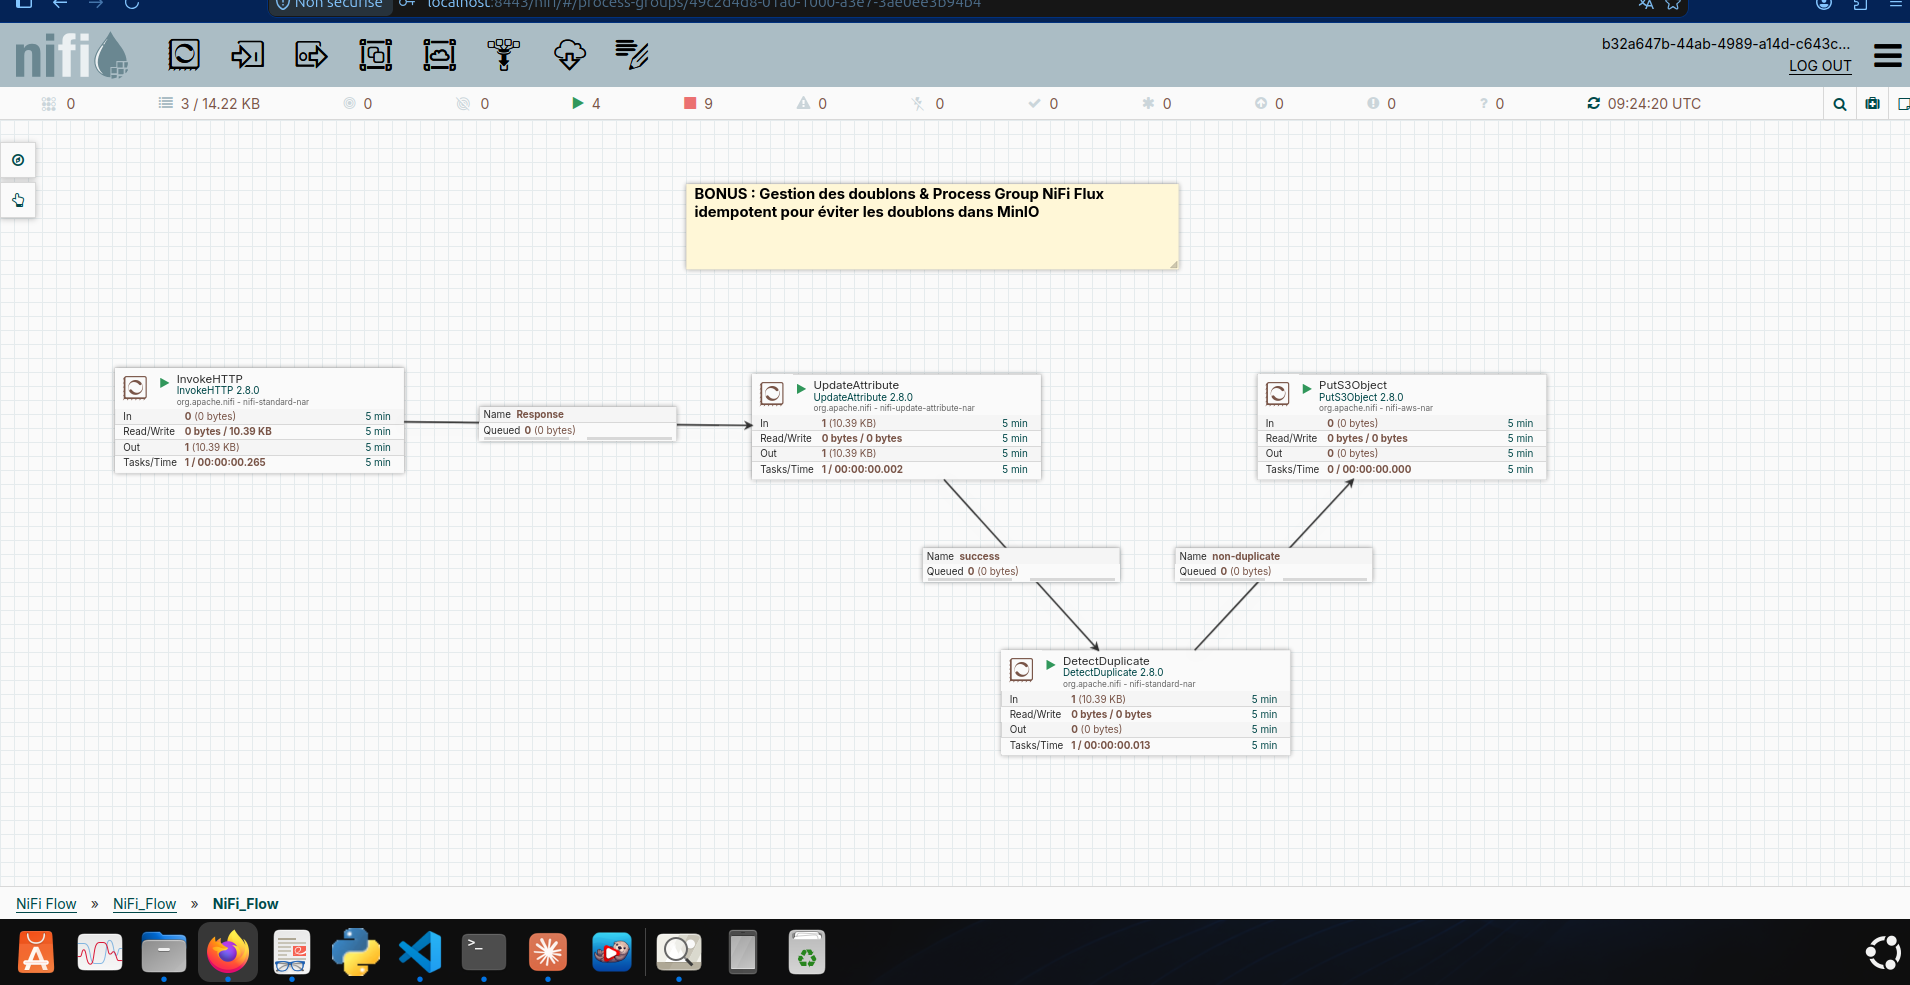 Non sécurisé
localhost:8443/nifi/#/process-groups/49c2d4d8-01a0-1000-a3e7-3ae0ee3b94b4
nifi
b32a647b-44ab-4989-a14d-c643c...
LOG OUT
0
3 / 14.22 KB
0
0
4
9
0
0
0
0
0
0
? 0
09:24:20 UTC
BONUS : Gestion des doublons & Process Group NiFi Flux
idempotent pour éviter les doublons dans MinIO
InvokeHTTP
InvokeHTTP 2.8.0
org.apache.nifi - nifi-standard-nar
In 0 (0 bytes) 5 min
Read/Write 0 bytes / 10.39 KB 5 min
Out 1 (10.39 KB) 5 min
Tasks/Time 1 / 00:00:00.265 5 min
Name Response
Queued 0 (0 bytes)
UpdateAttribute
UpdateAttribute 2.8.0
org.apache.nifi - nifi-update-attribute-nar
In 1 (10.39 KB) 5 min
Read/Write 0 bytes / 0 bytes 5 min
Out 1 (10.39 KB) 5 min
Tasks/Time 1 / 00:00:00.002 5 min
PutS3Object
PutS3Object 2.8.0
org.apache.nifi - nifi-aws-nar
In 0 (0 bytes) 5 min
Read/Write 0 bytes / 0 bytes 5 min
Out 0 (0 bytes) 5 min
Tasks/Time 0 / 00:00:00.000 5 min
Name success
Queued 0 (0 bytes)
Name non-duplicate
Queued 0 (0 bytes)
DetectDuplicate
DetectDuplicate 2.8.0
org.apache.nifi - nifi-standard-nar
In 1 (10.39 KB) 5 min
Read/Write 0 bytes / 0 bytes 5 min
Out 0 (0 bytes) 5 min
Tasks/Time 1 / 00:00:00.013 5 min
NiFi Flow » NiFi_Flow » NiFi_Flow